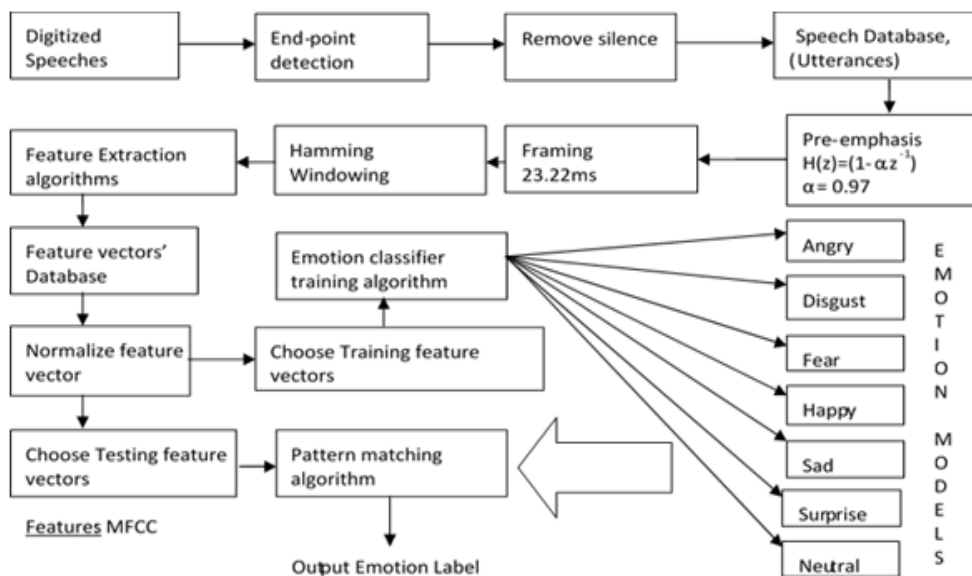 Digitized
Speeches
End-point
detection
Remove silence
Speech Database,
(Utterances)
Pre-emphasis
H(z)=(1-αz⁻¹)
α= 0.97
Framing
23.22ms
Hamming
Windowing
Feature Extraction
algorithms
Feature vectors’
Database
Normalize feature
vector
Choose Training feature
vectors
Emotion classifier
training algorithm
Angry
Disgust
Fear
Happy
Sad
Surprise
Neutral
EMOTION MODELS
Choose Testing feature
vectors
Pattern matching
algorithm
Features MFCC
Output Emotion Label